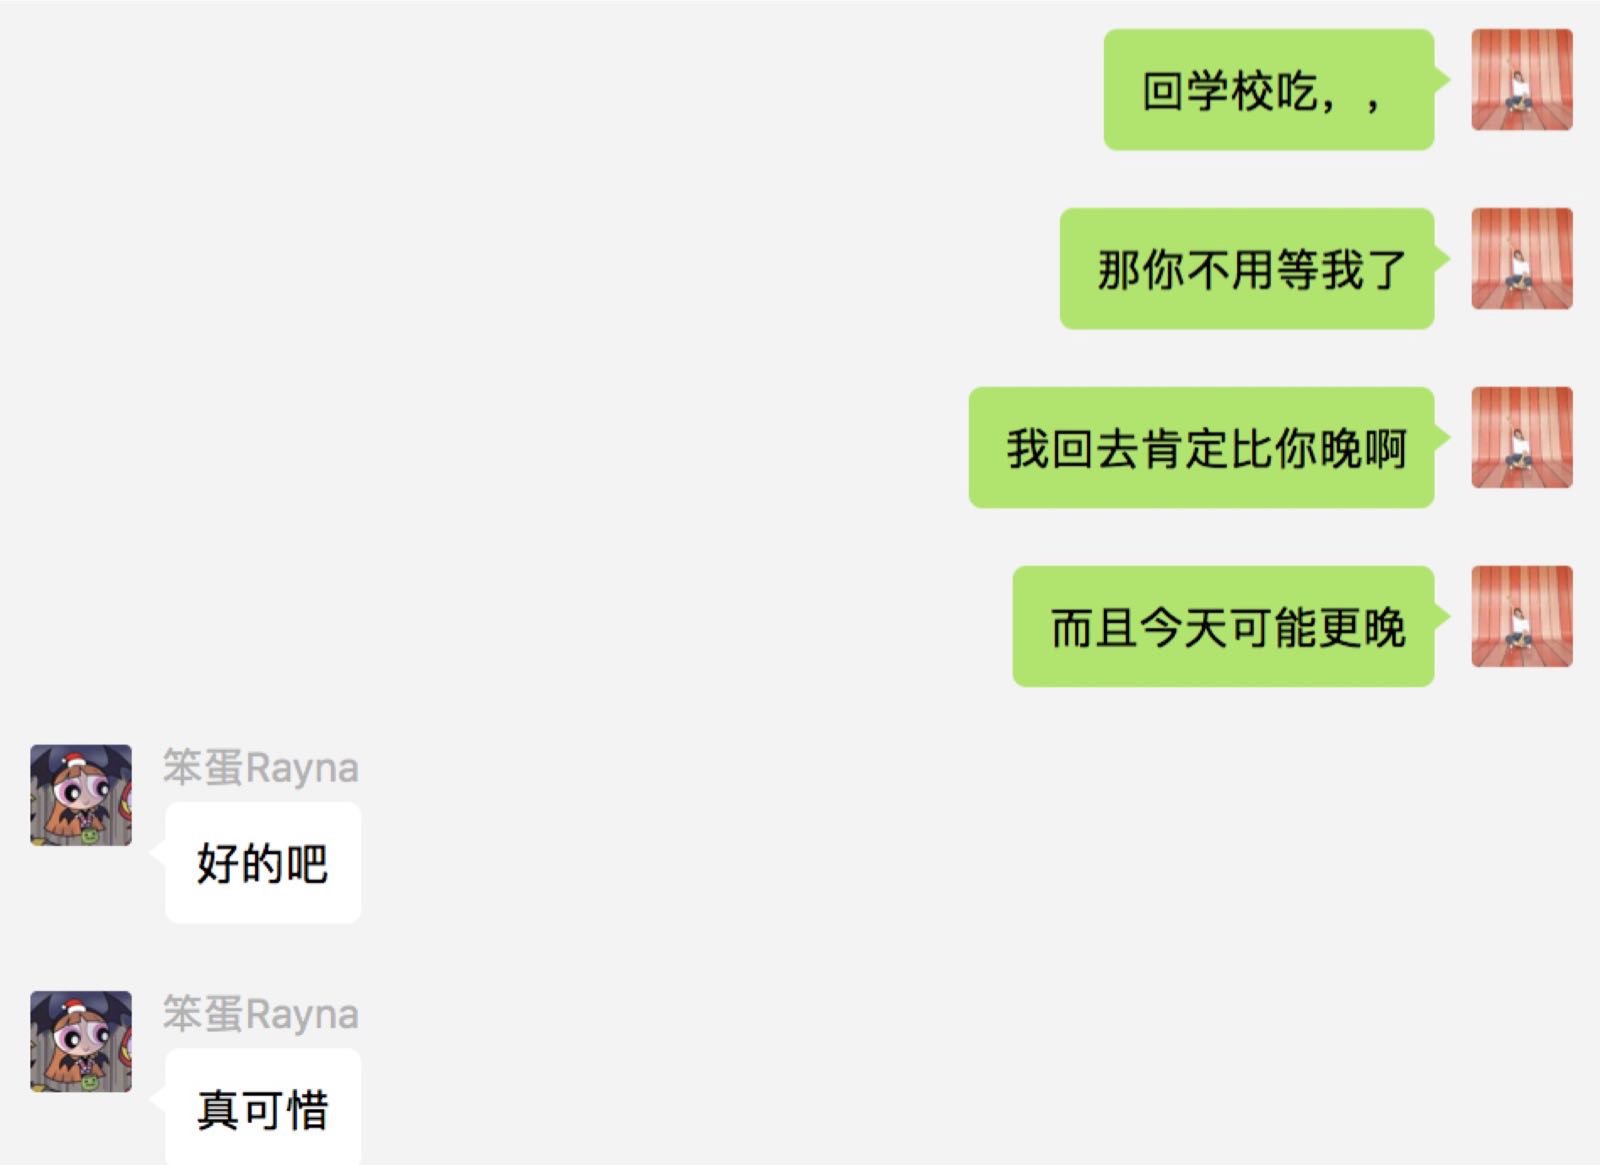 回学校吃，，
那你不用等我了
我回去肯定比你晚啊
而且今天可能更晚
笨蛋Rayna
好的吧
笨蛋Rayna
真可惜